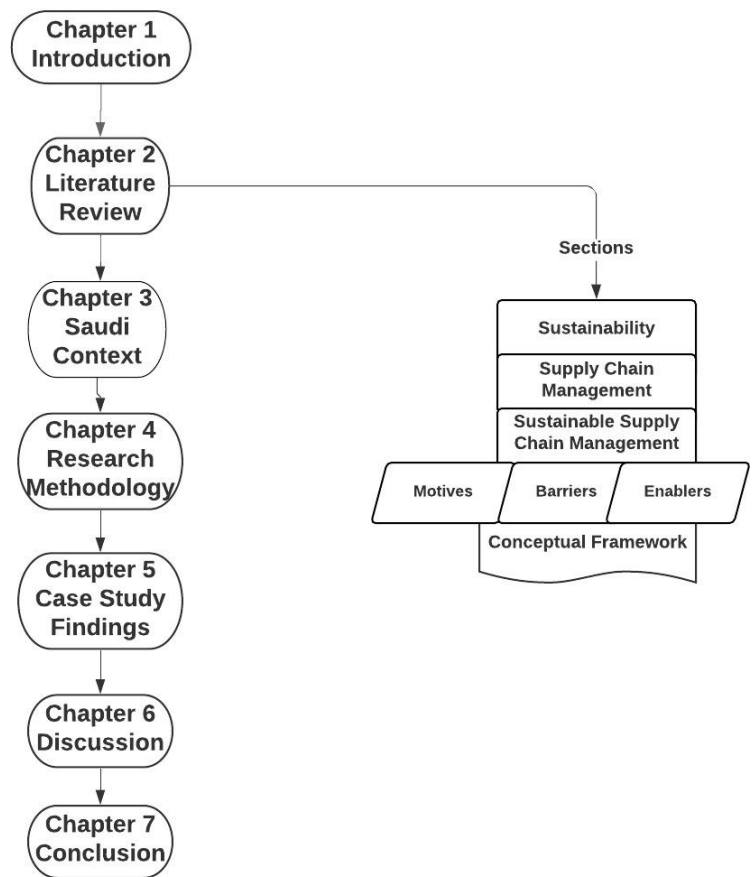 Chapter 1
Introduction
Chapter 2
Literature
Review
Chapter 3
Saudi
Context
Chapter 4
Research
Methodology
Chapter 5
Case Study
Findings
Chapter 6
Discussion
Chapter 7
Conclusion
Sections
Sustainability
Supply Chain
Management
Sustainable Supply
Chain Management
Motives
Barriers
Enablers
Conceptual Framework